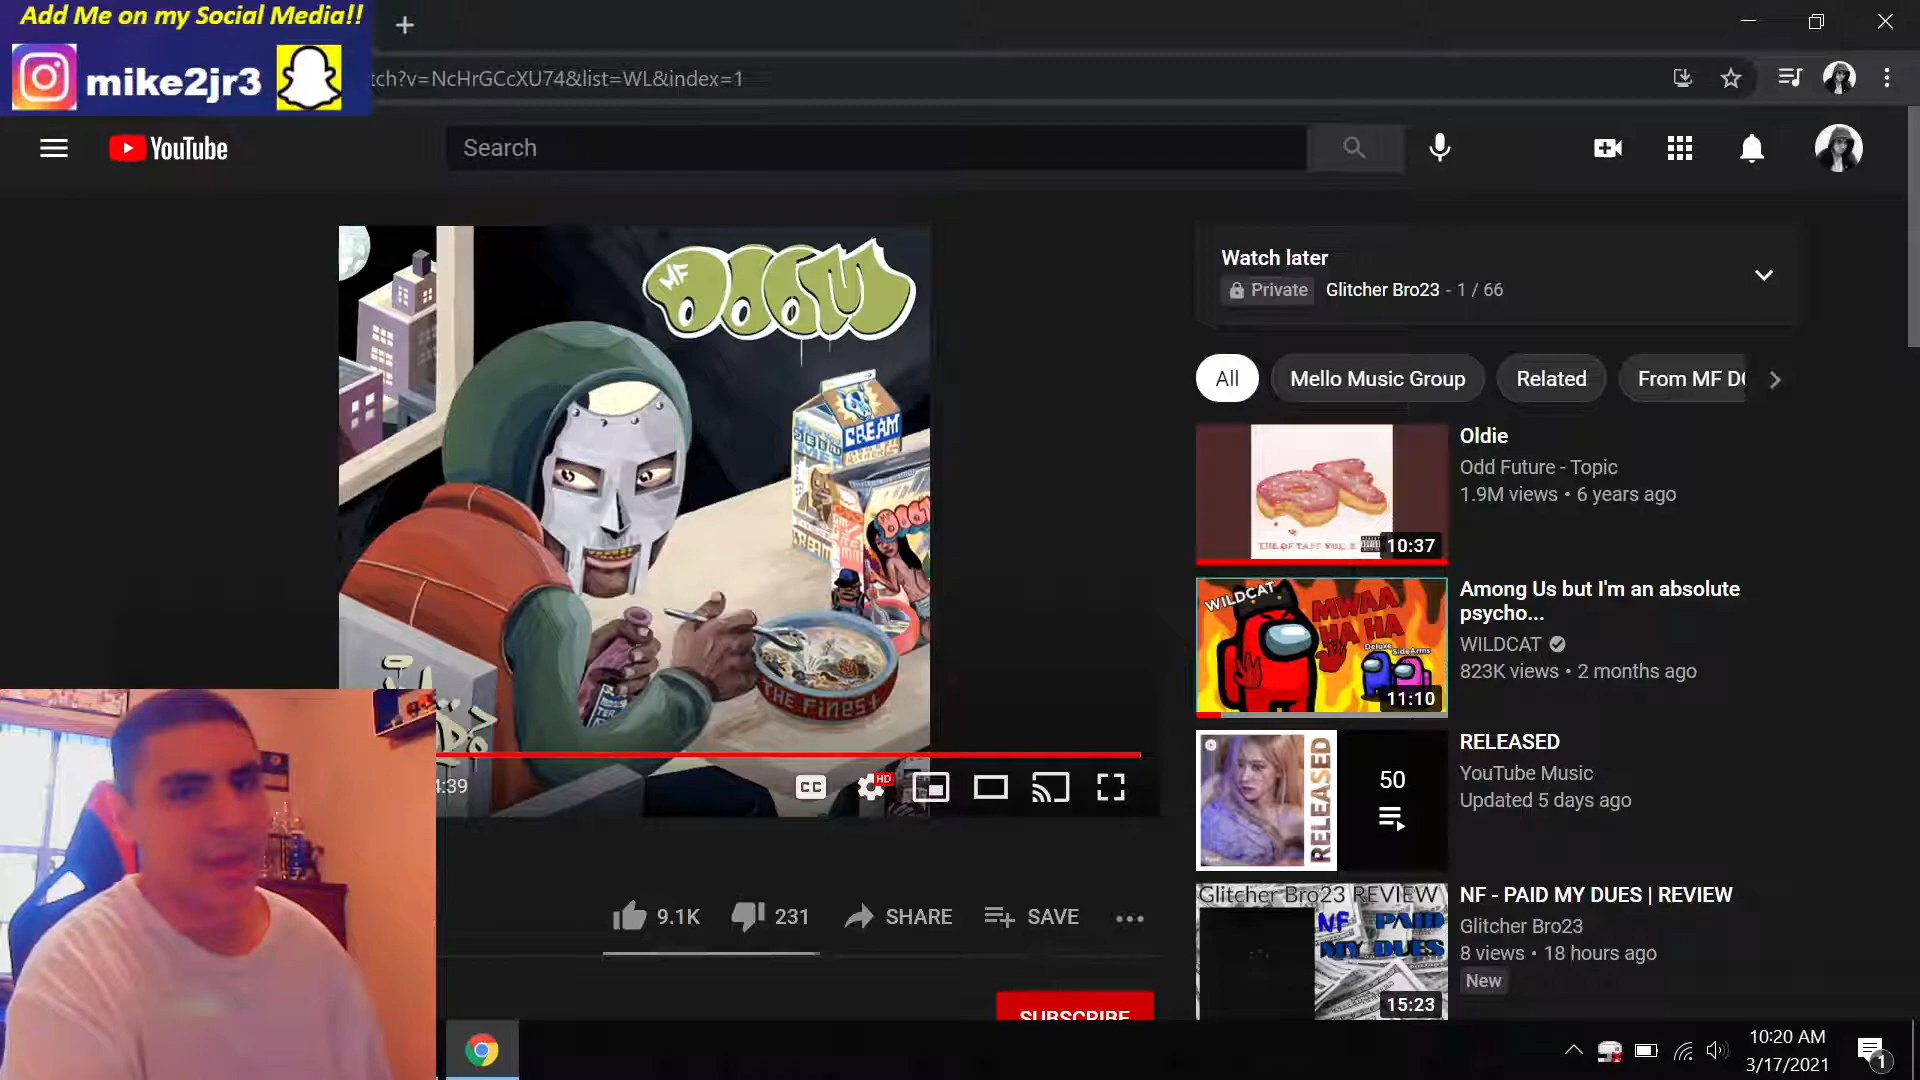 Add Me on my Social Media!!
mike2jr3
tch?v=NcHrGCcXU74&list=WL&index=1
YouTube
Search
MF DOOM
CREAM
THE FINEST
4:39
CC
HD
9.1K
231
SHARE
SAVE
SUBSCRIBE
Watch later
Private
Glitcher Bro23 - 1 / 66
All
Mello Music Group
Related
From MF DO
10:37
Oldie
Odd Future - Topic
1.9M views • 6 years ago
WILDCAT
MWAA HA HA
Deluxe
SideArms
11:10
Among Us but I'm an absolute
psycho...
WILDCAT
823K views • 2 months ago
RELEASED
50
RELEASED
YouTube Music
Updated 5 days ago
Glitcher Bro23 REVIEW
NF PAID
MY DUES
15:23
NF - PAID MY DUES | REVIEW
Glitcher Bro23
8 views • 18 hours ago
New
10:20 AM
3/17/2021
1